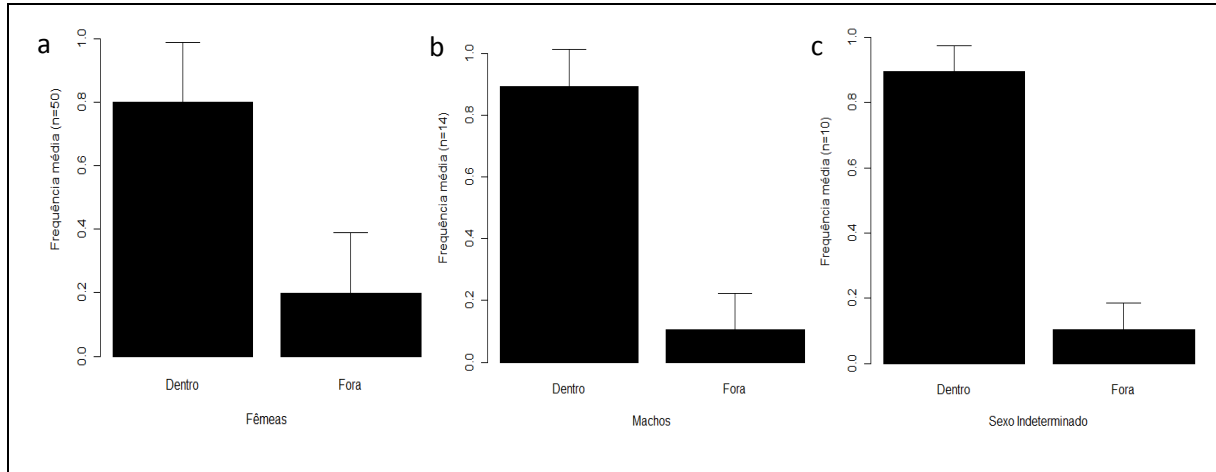 a
Frequência média (n=50)
0.0 0.2 0.4 0.6 0.8 1.0
Dentro Fora
Fêmeas
b
Frequência média (n=14)
0.0 0.2 0.4 0.6 0.8 1.0
Dentro Fora
Machos
c
Frequência média (n=10)
0.0 0.2 0.4 0.6 0.8 1.0
Dentro Fora
Sexo Indeterminado